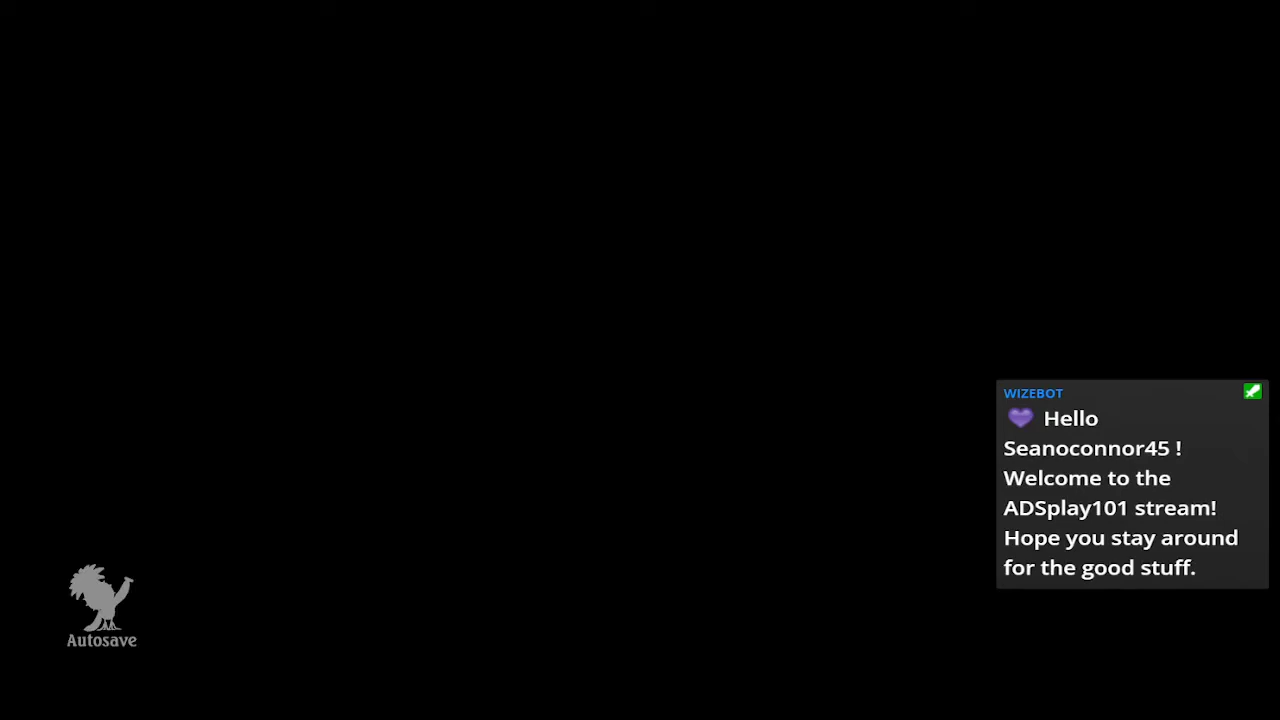 WIZEBOT
💜 Hello
Seanoconnor45 !
Welcome to the
ADSplay101 stream!
Hope you stay around
for the good stuff.
Autosave